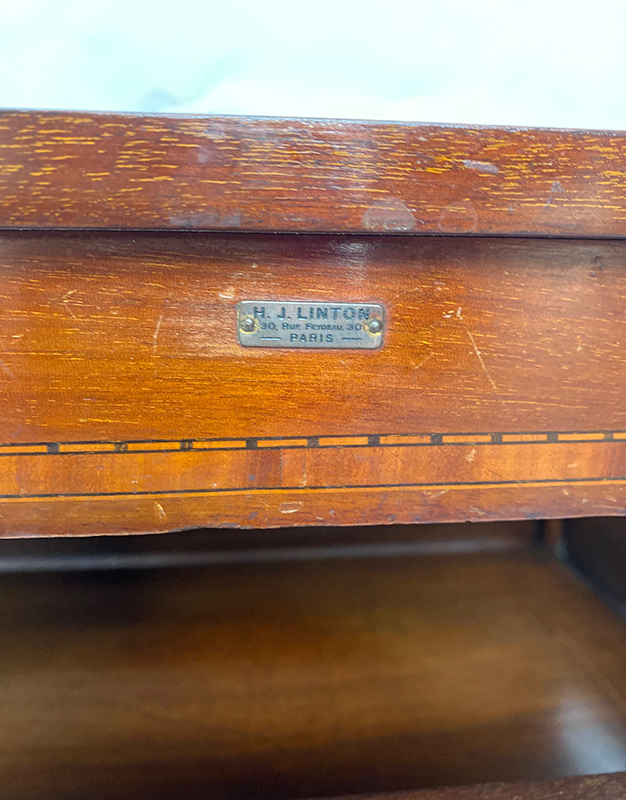 H. J. LINTON
30, Rue Feydeau, 30
— PARIS —